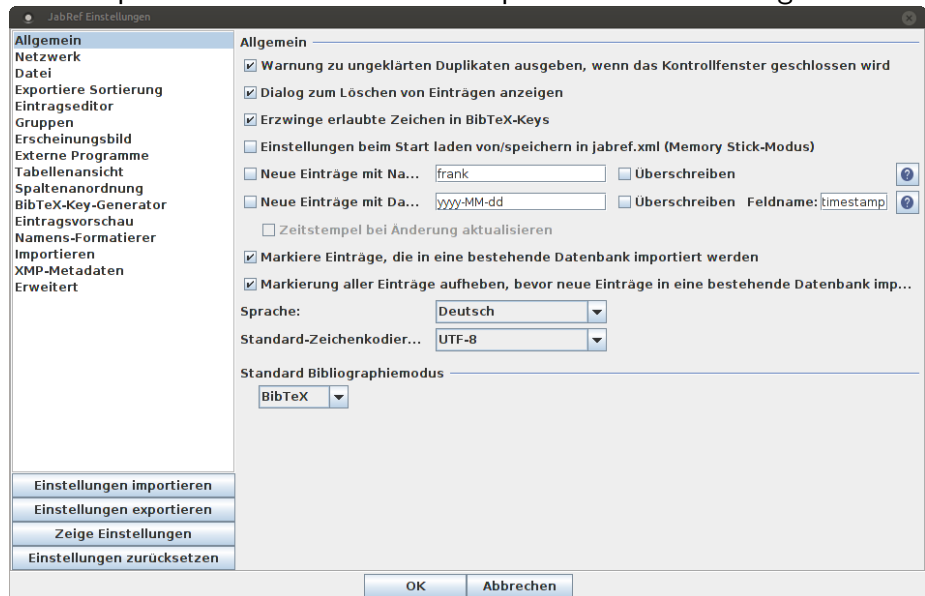 JabRef Einstellungen
Allgemein
Netzwerk
Datei
Exportiere Sortierung
Eintragseditor
Gruppen
Erscheinungsbild
Externe Programme
Tabellenansicht
Spaltenanordnung
BibTeX-Key-Generator
Eintragsvorschau
Namens-Formatierer
Importieren
XMP-Metadaten
Erweitert
Einstellungen importieren
Einstellungen exportieren
Zeige Einstellungen
Einstellungen zurücksetzen
Allgemein
Warnung zu ungeklärten Duplikaten ausgeben, wenn das Kontrollfenster geschlossen wird
Dialog zum Löschen von Einträgen anzeigen
Erzwinge erlaubte Zeichen in BibTeX-Keys
Einstellungen beim Start laden von/speichern in jabref.xml (Memory Stick-Modus)
Neue Einträge mit Na... frank Überschreiben
Neue Einträge mit Da... yyyy-MM-dd Überschreiben Feldname: timestamp
Zeitstempel bei Änderung aktualisieren
Markiere Einträge, die in eine bestehende Datenbank importiert werden
Markierung aller Einträge aufheben, bevor neue Einträge in eine bestehende Datenbank imp...
Sprache: Deutsch
Standard-Zeichenkodier... UTF-8
Standard Bibliographiemodus
BibTeX
OK Abbrechen